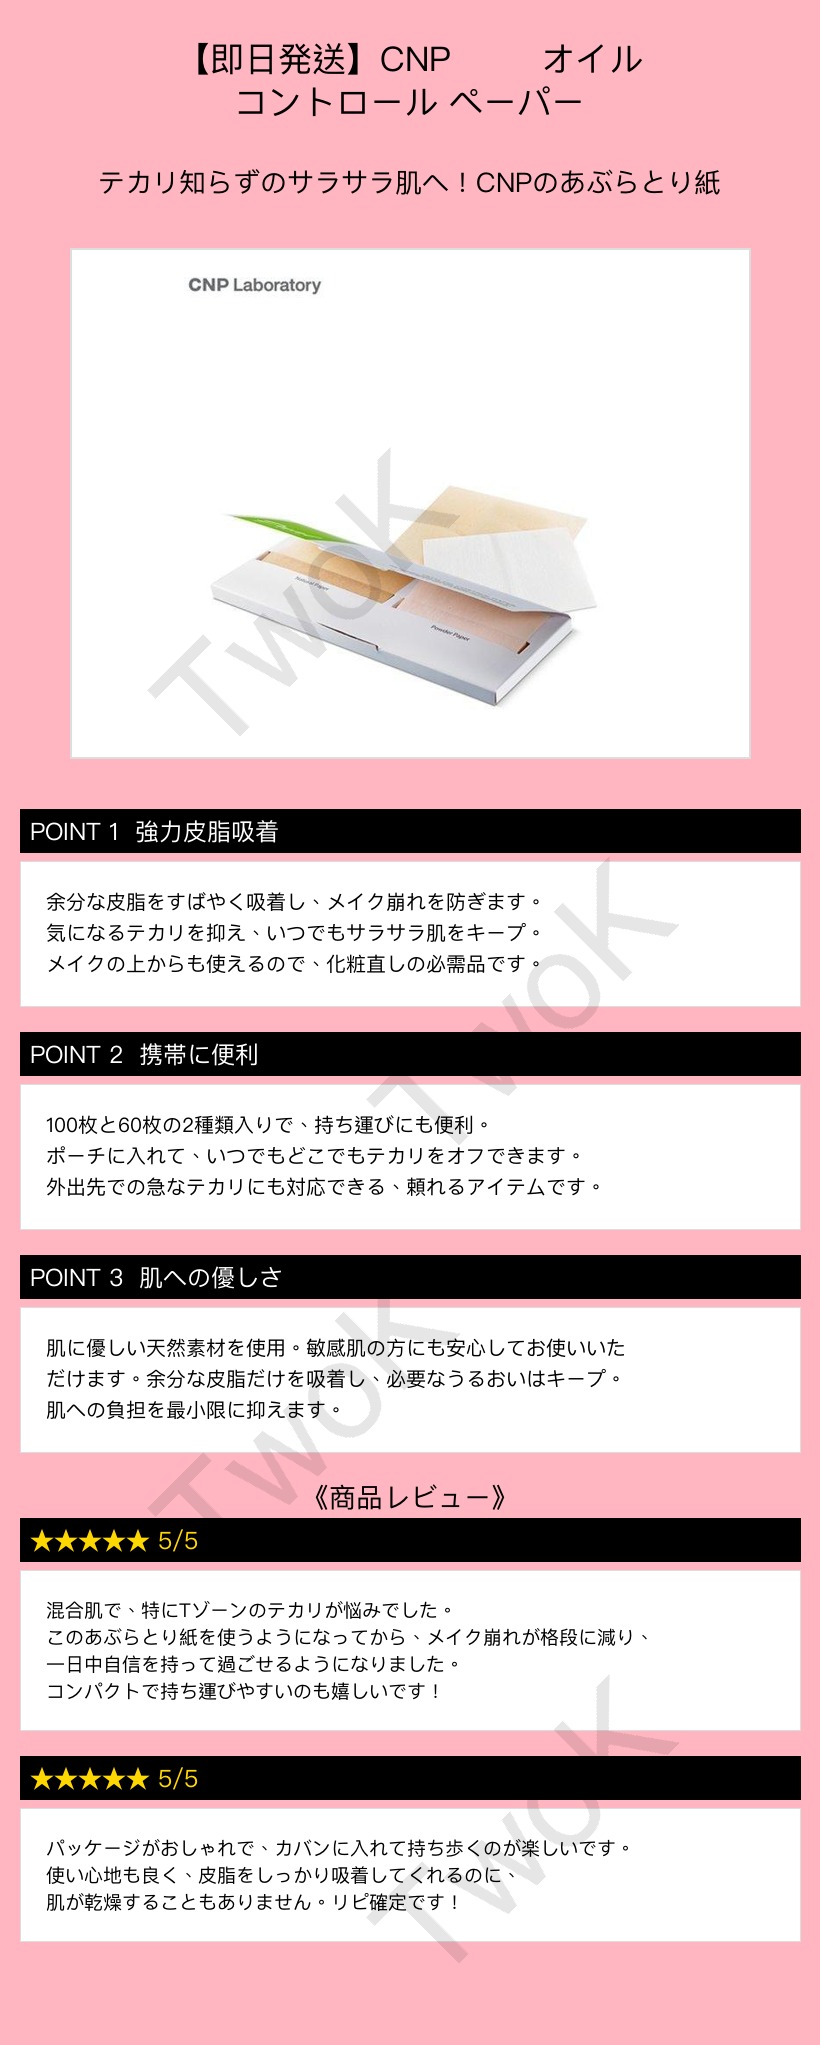 【即日発送】CNP オイル
コントロール ペーパー
テカリ知らずのサラサラ肌へ！CNPのあぶらとり紙
CNP Laboratory
Natural Paper
Powder Paper
TwoK
POINT 1 強力皮脂吸着
余分な皮脂をすばやく吸着し、メイク崩れを防ぎます。
気になるテカリを抑え、いつでもサラサラ肌をキープ。
メイクの上からも使えるので、化粧直しの必需品です。
TwoK
POINT 2 携帯に便利
100枚と60枚の2種類入りで、持ち運びにも便利。
ポーチに入れて、いつでもどこでもテカリをオフできます。
外出先での急なテカリにも対応できる、頼れるアイテムです。
POINT 3 肌への優しさ
肌に優しい天然素材を使用。敏感肌の方にも安心してお使いいた
だけます。余分な皮脂だけを吸着し、必要なうるおいはキープ。
肌への負担を最小限に抑えます。
TwoK
《商品レビュー》
★★★★★ 5/5
混合肌で、特にTゾーンのテカリが悩みでした。
このあぶらとり紙を使うようになってから、メイク崩れが格段に減り、
一日中自信を持って過ごせるようになりました。
コンパクトで持ち運びやすいのも嬉しいです！
★★★★★ 5/5
パッケージがおしゃれで、カバンに入れて持ち歩くのが楽しいです。
使い心地も良く、皮脂をしっかり吸着してくれるのに、
肌が乾燥することもありません。リピ確定です！
TwoK